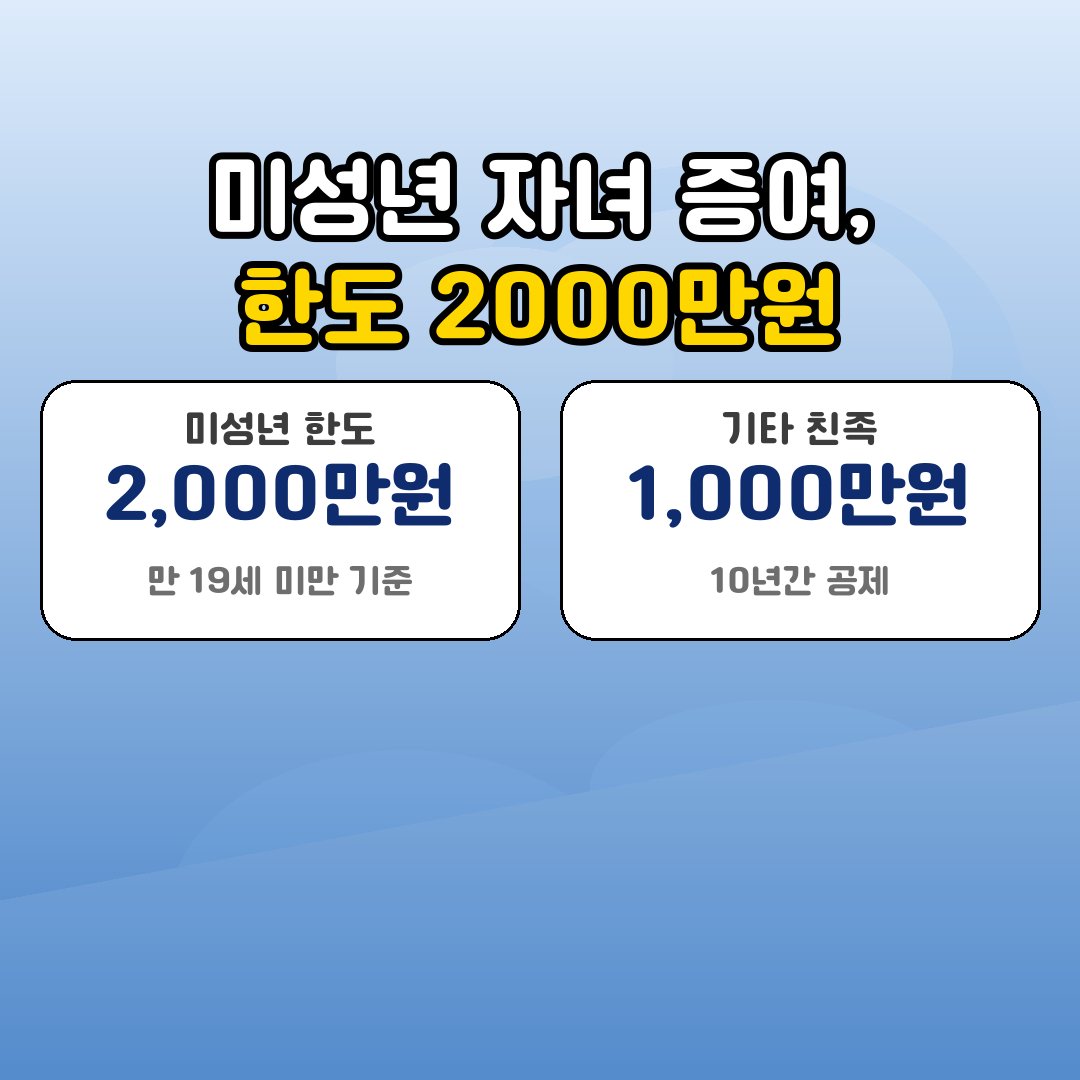 미성년 자녀 증여,
한도 2000만원
미성년 한도
2,000만원
만 19세 미만 기준
기타 친족
1,000만원
10년간 공제